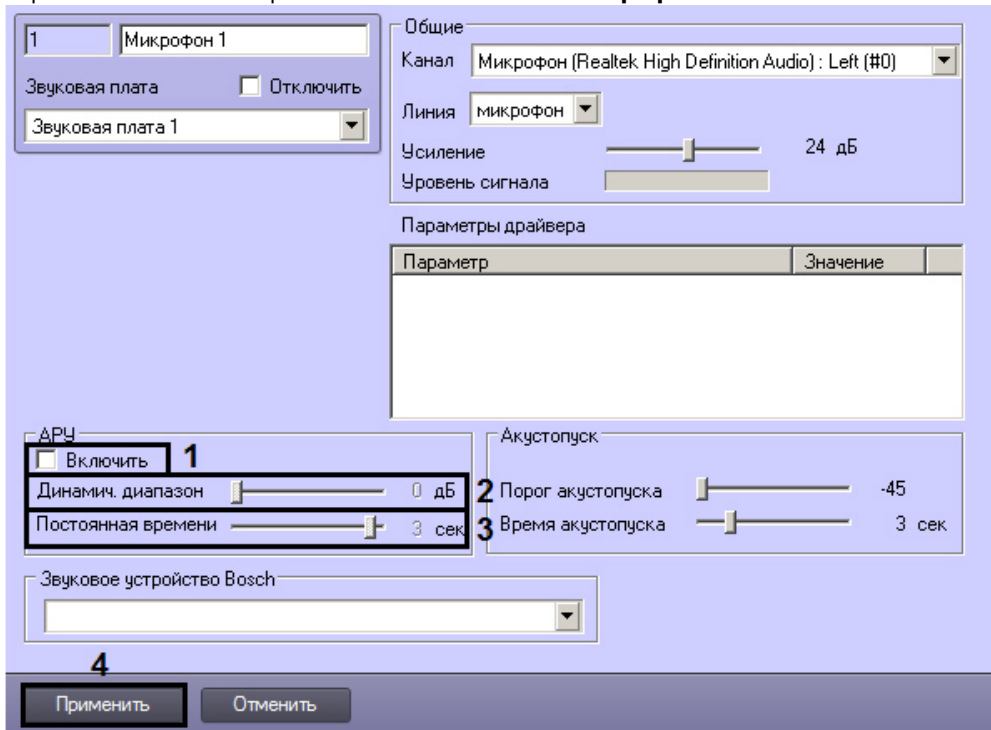 1 Микрофон 1
Звуковая плата Отключить
Звуковая плата 1
Общие
Канал Микрофон (Realtek High Definition Audio) : Left (#0)
Линия микрофон
Усиление 24 дБ
Уровень сигнала
Параметры драйвера
Параметр Значение
АРУ
Включить 1
Динамич. диапазон 0 дБ 2
Постоянная времени 3 сек 3
Акустопуск
Порог акустопуска -45
Время акустопуска 3 сек
Звуковое устройство Bosch
4
Применить Отменить